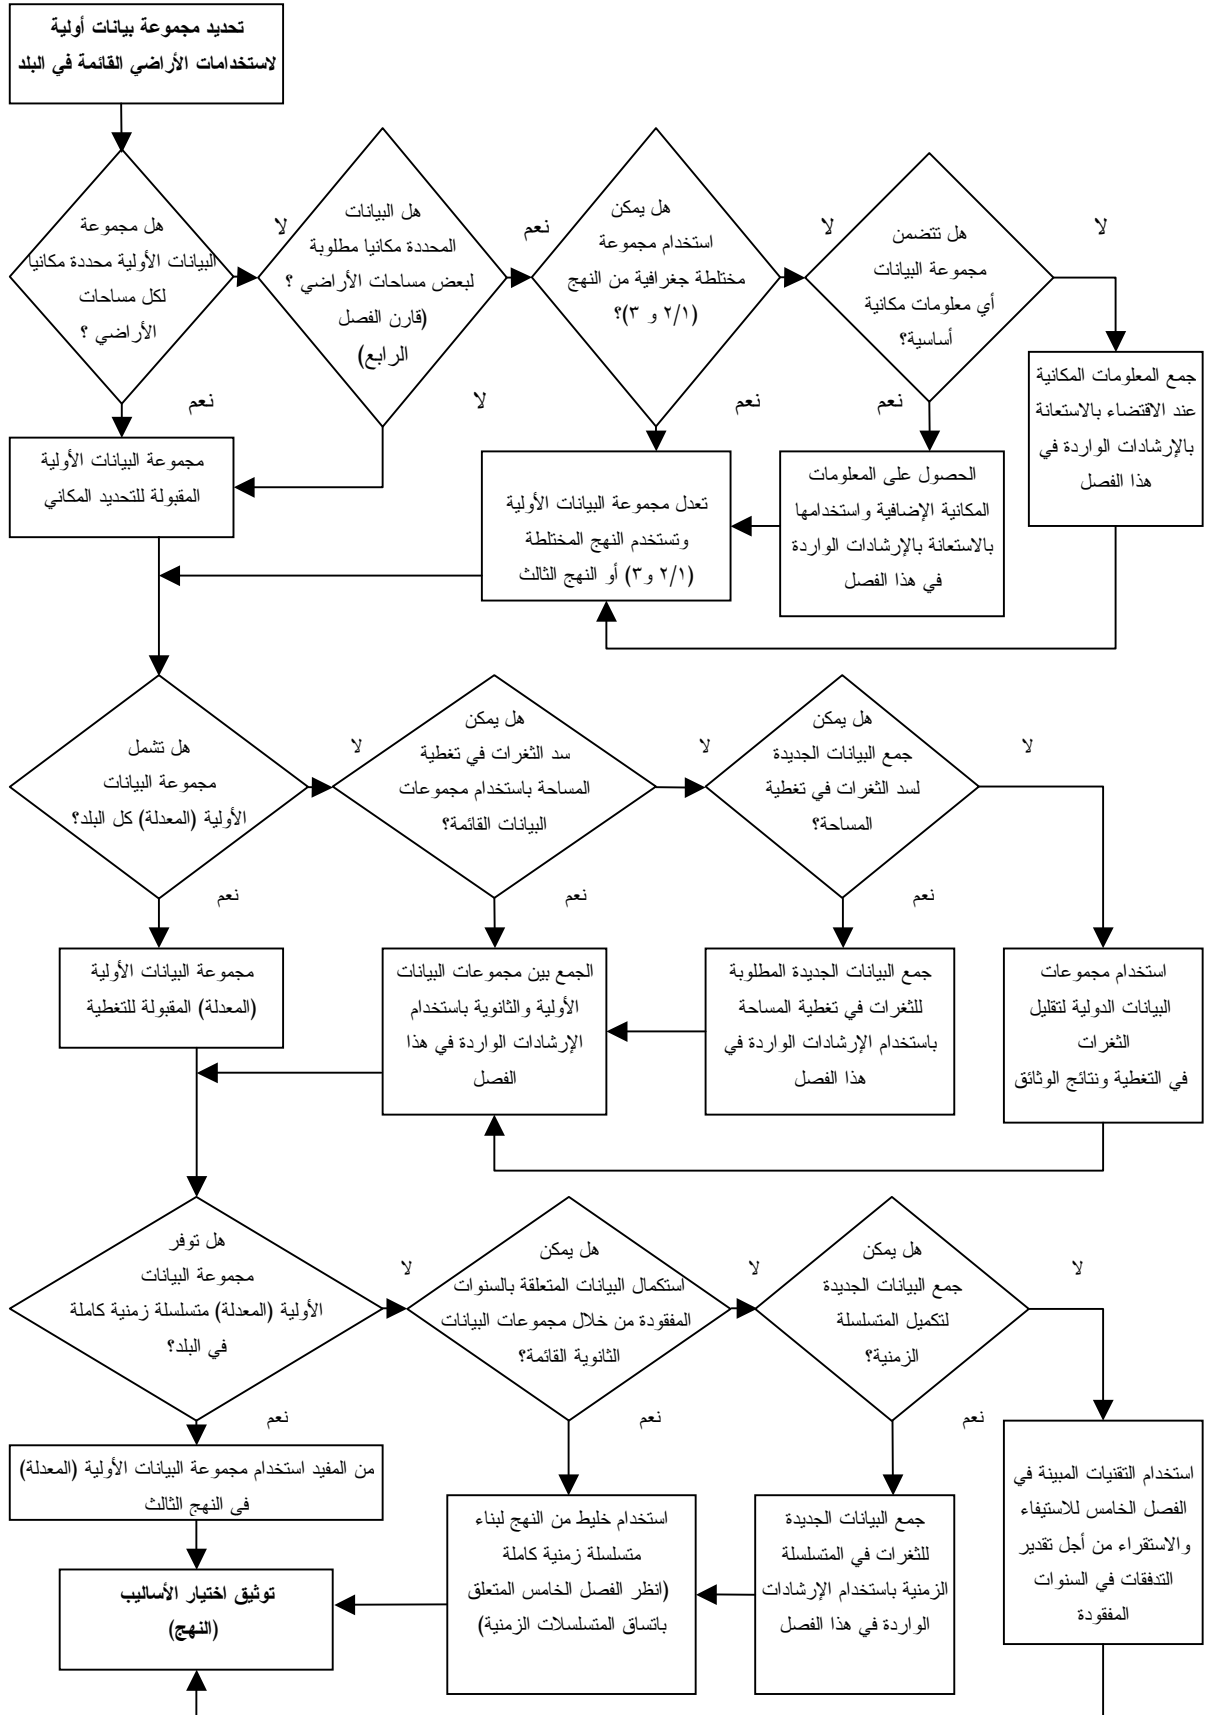 تحديد مجموعة بيانات أولية
لاستخدامات الأراضي القائمة في البلد
هل مجموعة
البيانات الأولية محددة مكانيا
لكل مساحات
الأراضي ؟
لا
نعم
هل البيانات
المحددة مكانيا مطلوبة
لبعض مساحات الأراضي ؟
(قارن الفصل
الرابع)
نعم
لا
هل يمكن
استخدام مجموعة
مختلطة جغرافية من النهج
(٢/١ و ٣)؟
لا
نعم
هل تتضمن
مجموعة البيانات
أي معلومات مكانية
أساسية؟
لا
نعم
جمع المعلومات المكانية
عند الاقتضاء بالاستعانة
بالإرشادات الواردة في
هذا الفصل
مجموعة البيانات الأولية
المقبولة للتحديد المكاني
تعدل مجموعة البيانات الأولية
وتستخدم النهج المختلطة
(٢/١ و٣) أو النهج الثالث
الحصول على المعلومات
المكانية الإضافية واستخدامها
بالاستعانة بالإرشادات الواردة
في هذا الفصل
هل تشمل
مجموعة البيانات
الأولية (المعدلة) كل البلد؟
لا
نعم
هل يمكن
سد الثغرات في تغطية
المساحة باستخدام مجموعات
البيانات القائمة؟
لا
نعم
هل يمكن
جمع البيانات الجديدة
لسد الثغرات في تغطية
المساحة؟
لا
نعم
مجموعة البيانات الأولية
(المعدلة) المقبولة للتغطية
الجمع بين مجموعات البيانات
الأولية والثانوية باستخدام
الإرشادات الواردة في هذا
الفصل
جمع البيانات الجديدة المطلوبة
للثغرات في تغطية المساحة
باستخدام الإرشادات الواردة في
هذا الفصل
استخدام مجموعات
البيانات الدولية لتقليل
الثغرات
في التغطية ونتائج الوثائق
هل توفر
مجموعة البيانات
الأولية (المعدلة) متسلسلة زمنية كاملة
في البلد؟
لا
نعم
هل يمكن
استكمال البيانات المتعلقة بالسنوات
المفقودة من خلال مجموعات البيانات
الثانوية القائمة؟
لا
نعم
هل يمكن
جمع البيانات الجديدة
لتكميل المتسلسلة
الزمنية؟
لا
نعم
من المفيد استخدام مجموعة البيانات الأولية (المعدلة)
فى النهج الثالث
استخدام خليط من النهج لبناء
متسلسلة زمنية كاملة
(انظر الفصل الخامس المتعلق
باتساق المتسلسلات الزمنية)
جمع البيانات الجديدة
للثغرات في المتسلسلة
الزمنية باستخدام الإرشادات
الواردة في هذا الفصل
استخدام التقنيات المبينة في
الفصل الخامس للاستيفاء
والاستقراء من أجل تقدير
التدفقات في السنوات
المفقودة
توثيق اختيار الأساليب
(النهج)